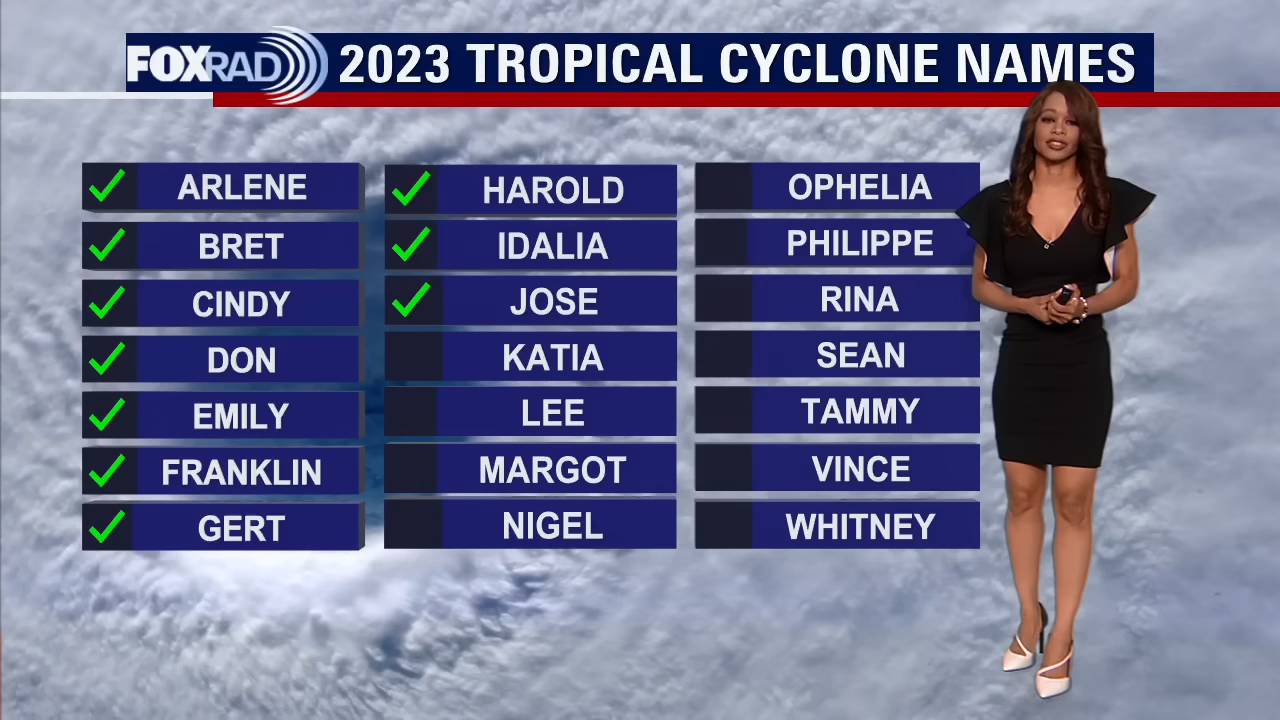 FOXRAD 2023 TROPICAL CYCLONE NAMES
ARLENE
BRET
CINDY
DON
EMILY
FRANKLIN
GERT
HAROLD
IDALIA
JOSE
KATIA
LEE
MARGOT
NIGEL
OPHELIA
PHILIPPE
RINA
SEAN
TAMMY
VINCE
WHITNEY